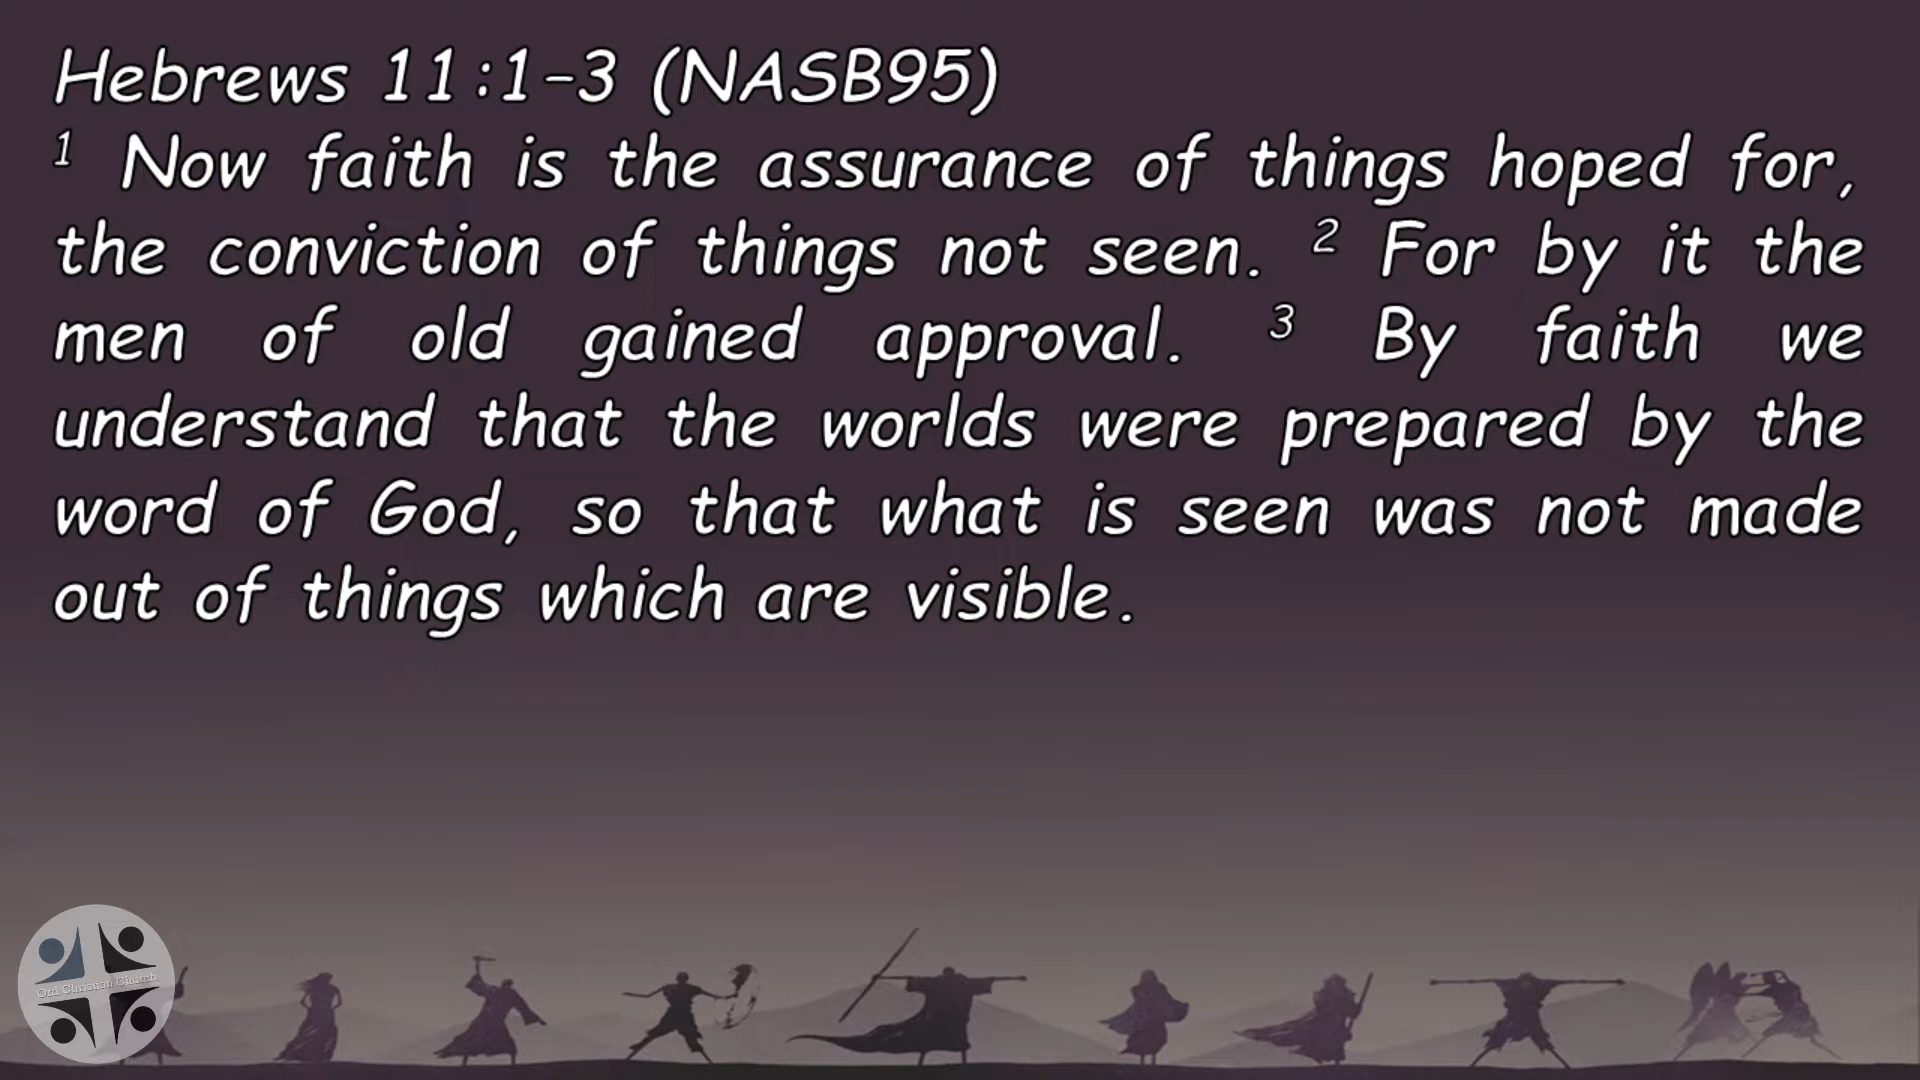 Hebrews 11:1-3 (NASB95)
1 Now faith is the assurance of things hoped for,
the conviction of things not seen. 2 For by it the
men of old gained approval. 3 By faith we
understand that the worlds were prepared by the
word of God, so that what is seen was not made
out of things which are visible.
Ord Christian Church